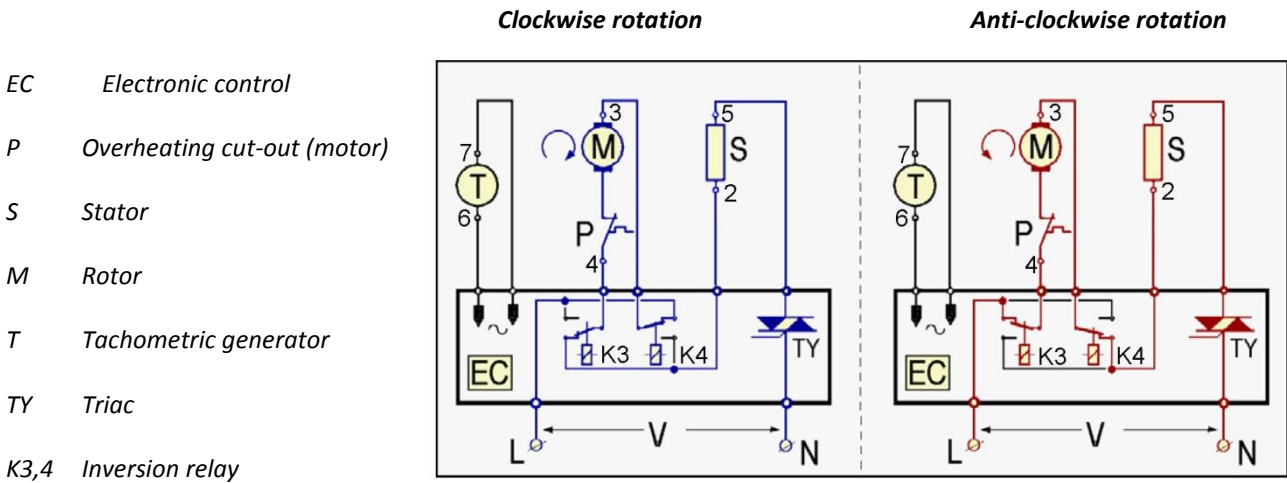 Clockwise rotation
Anti-clockwise rotation
EC Electronic control
P Overheating cut-out (motor)
S Stator
M Rotor
T Tachometric generator
TY Triac
K3,4 Inversion relay
3
5
7
M
S
T
2
6
P
4
K3
K4
TY
EC
V
L
N
3
5
7
M
S
T
2
6
P
4
K3
K4
TY
EC
V
L
N